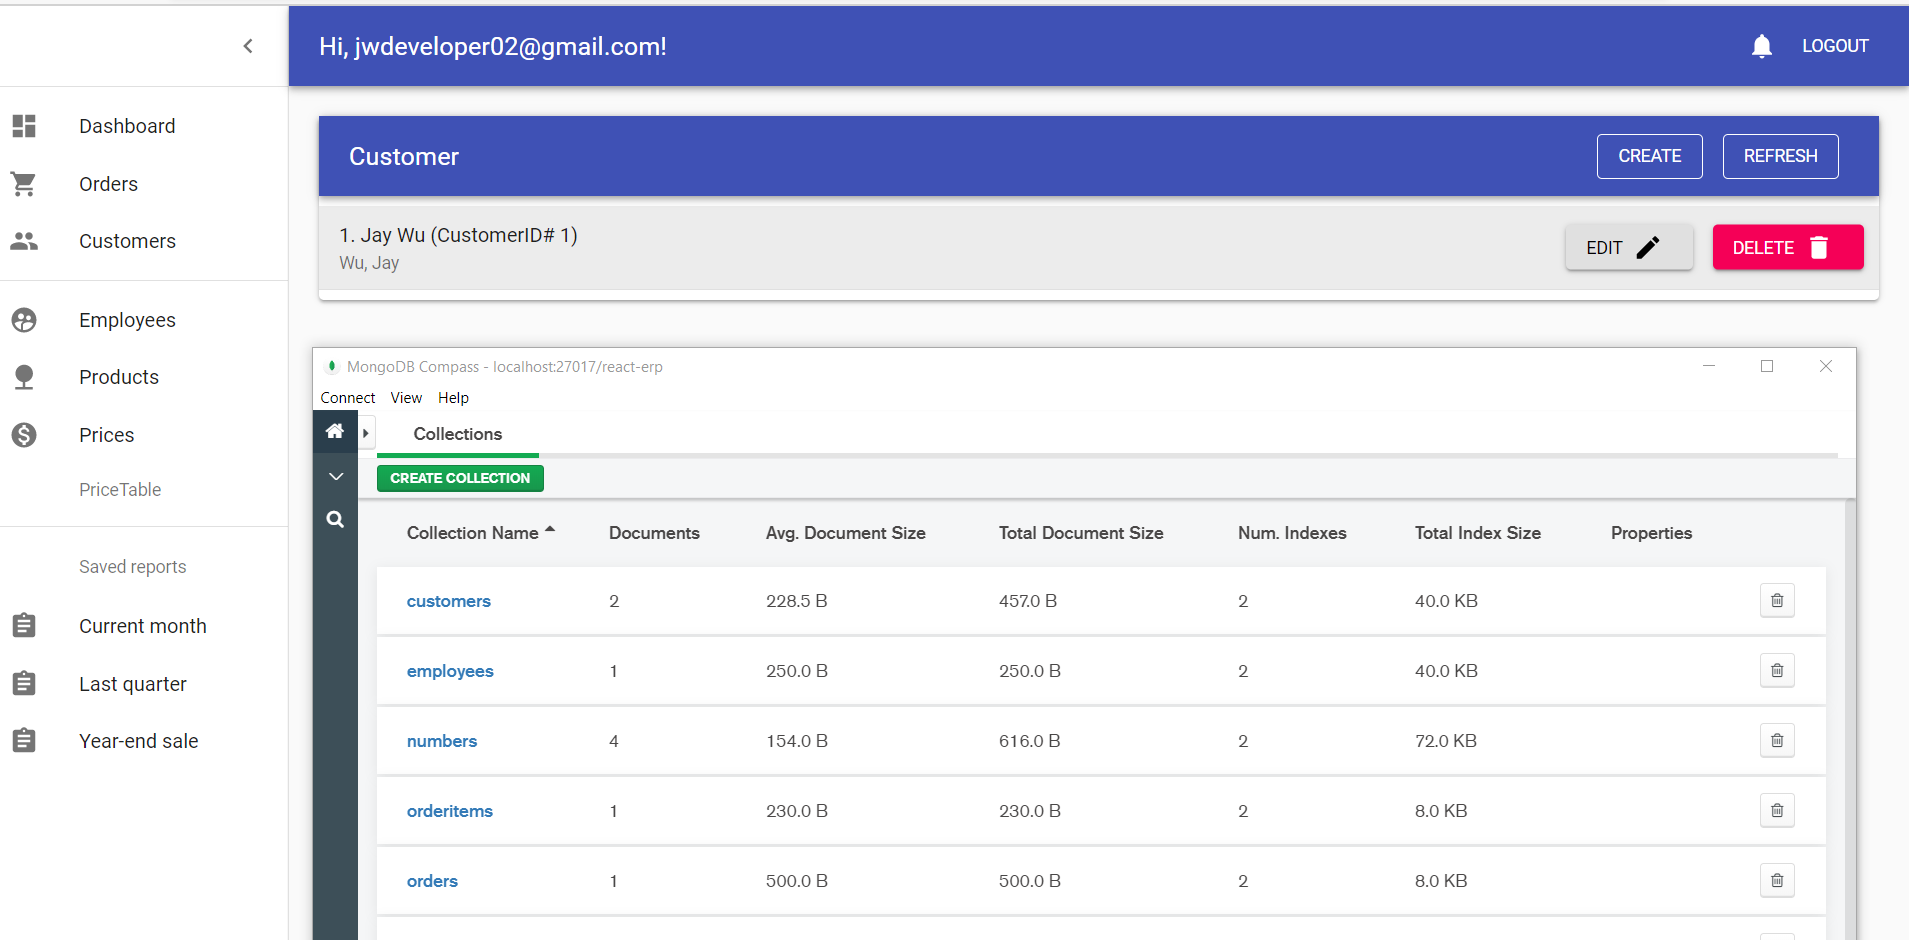 Hi, jwdeveloper02@gmail.com!
LOGOUT
Dashboard
Orders
Customers
Employees
Products
Prices
PriceTable
Saved reports
Current month
Last quarter
Year-end sale
Customer
CREATE
REFRESH
1. Jay Wu (CustomerID# 1)
Wu, Jay
EDIT
DELETE
MongoDB Compass - localhost:27017/react-erp
Connect View Help
Collections
CREATE COLLECTION
Collection Name Documents Avg. Document Size Total Document Size Num. Indexes Total Index Size Properties
customers 2 228.5 B 457.0 B 2 40.0 KB
employees 1 250.0 B 250.0 B 2 40.0 KB
numbers 4 154.0 B 616.0 B 2 72.0 KB
orderitems 1 230.0 B 230.0 B 2 8.0 KB
orders 1 500.0 B 500.0 B 2 8.0 KB